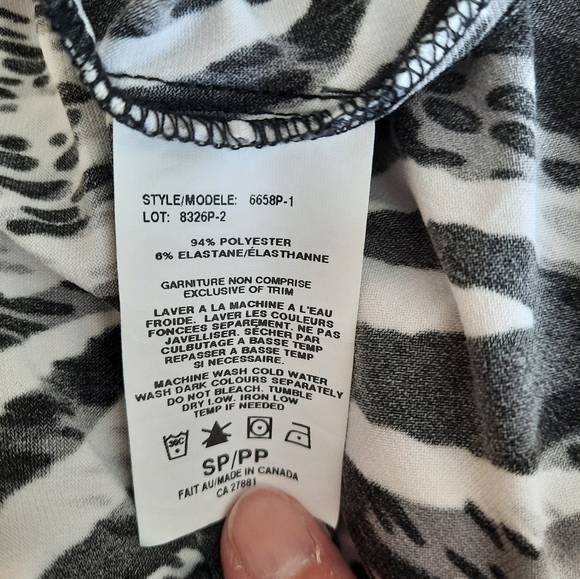 STYLE/MODELE: 6658P-1
LOT: 8326P-2
94% POLYESTER
6% ELASTANE/ÉLASTHANNE
GARNITURE NON COMPRISE
EXCLUSIVE OF TRIM
LAVER A LA MACHINE A L'EAU
FROIDE. LAVER LES COULEURS
FONCEES SEPAREMENT. NE PAS
JAVELLISER. SÉCHER PAR
CULBUTAGE A BASSE TEMP
REPASSER A BASSE TEMP
SI NECESSAIRE.
MACHINE WASH COLD WATER
WASH DARK COLOURS SEPARATELY
DO NOT BLEACH. TUMBLE
DRY LOW. IRON LOW
TEMP IF NEEDED
30C
SP/PP
FAIT AU/MADE IN CANADA
CA 27881